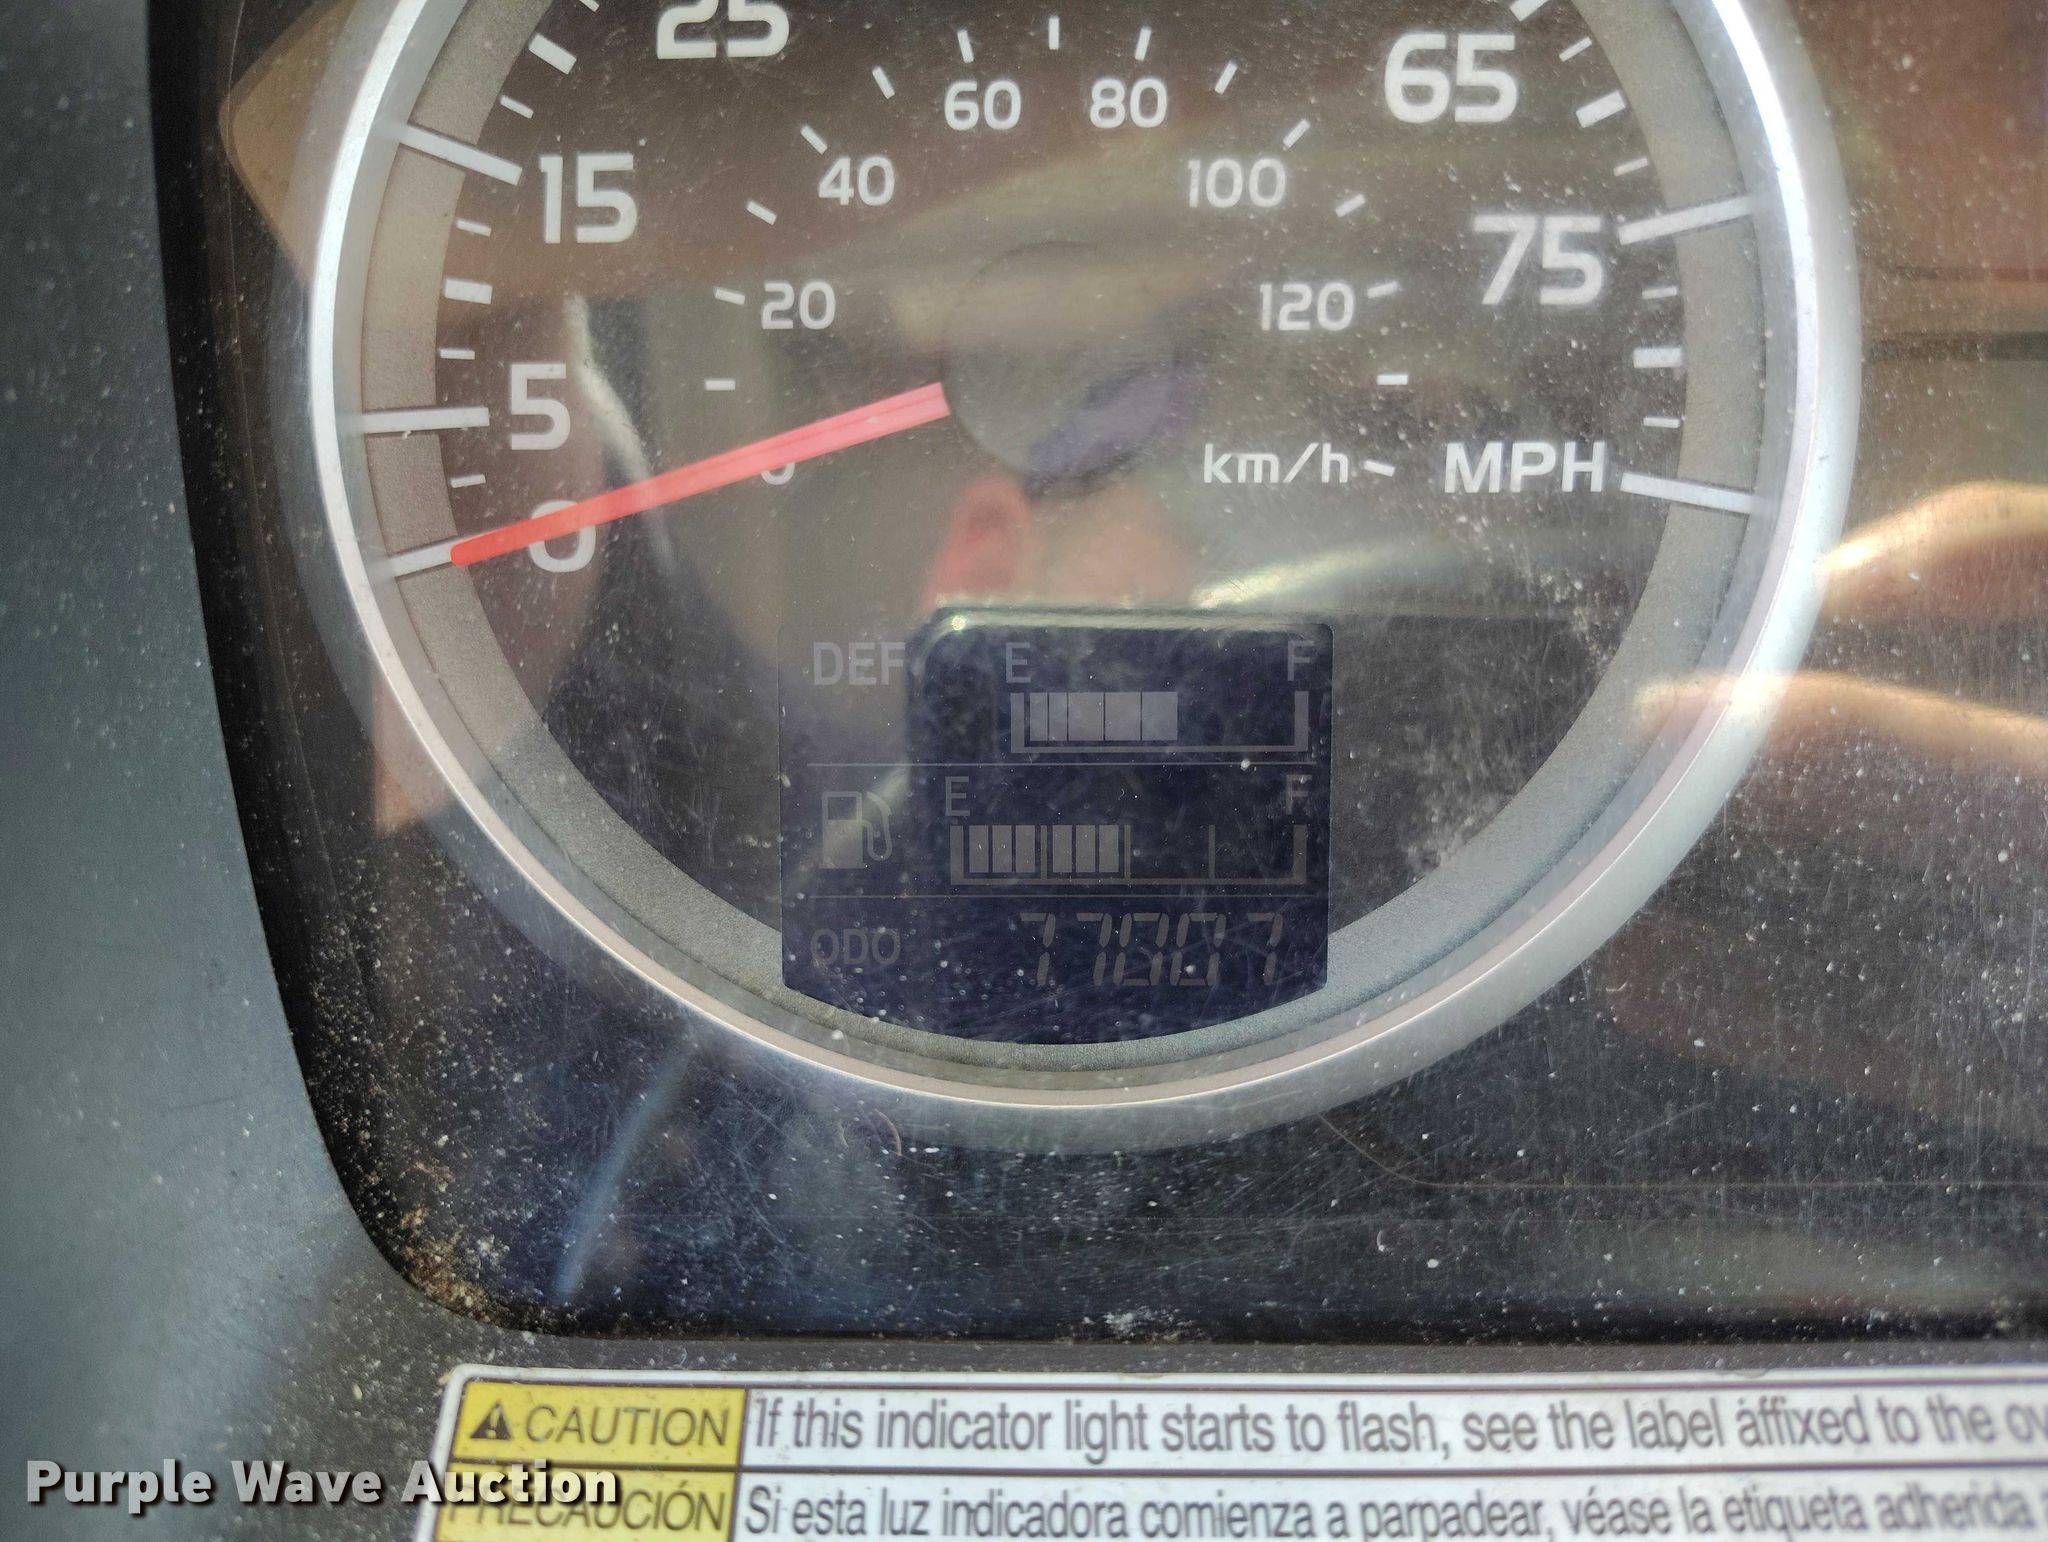 25
65
60 80
15
40
100
75
20
120
5
km/h
MPH
0
0
DEF
E
F
E
F
ODO
77007
CAUTION
If this indicator light starts to flash, see the label affixed to the
PRECAUCIÓN
Si esta luz indicadora comienza a parpadear, véase la etiqueta adherida
Purple Wave Auction